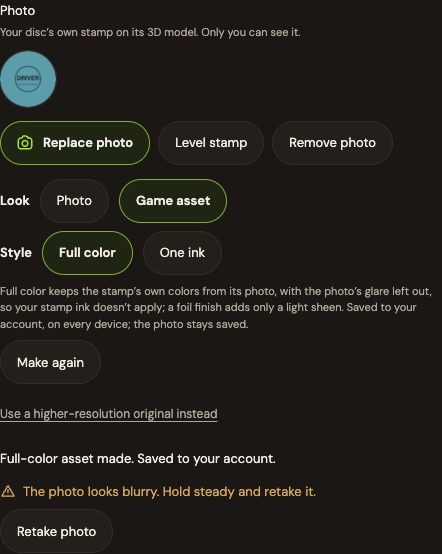 Photo
Your disc's own stamp on its 3D model. Only you can see it.
DRIVER
Replace photo
Level stamp
Remove photo
Look
Photo
Game asset
Style
Full color
One ink
Full color keeps the stamp's own colors from its photo, with the photo's glare left out,
so your stamp ink doesn't apply; a foil finish adds only a light sheen. Saved to your
account, on every device; the photo stays saved.
Make again
Use a higher-resolution original instead
Full-color asset made. Saved to your account.
The photo looks blurry. Hold steady and retake it.
Retake photo